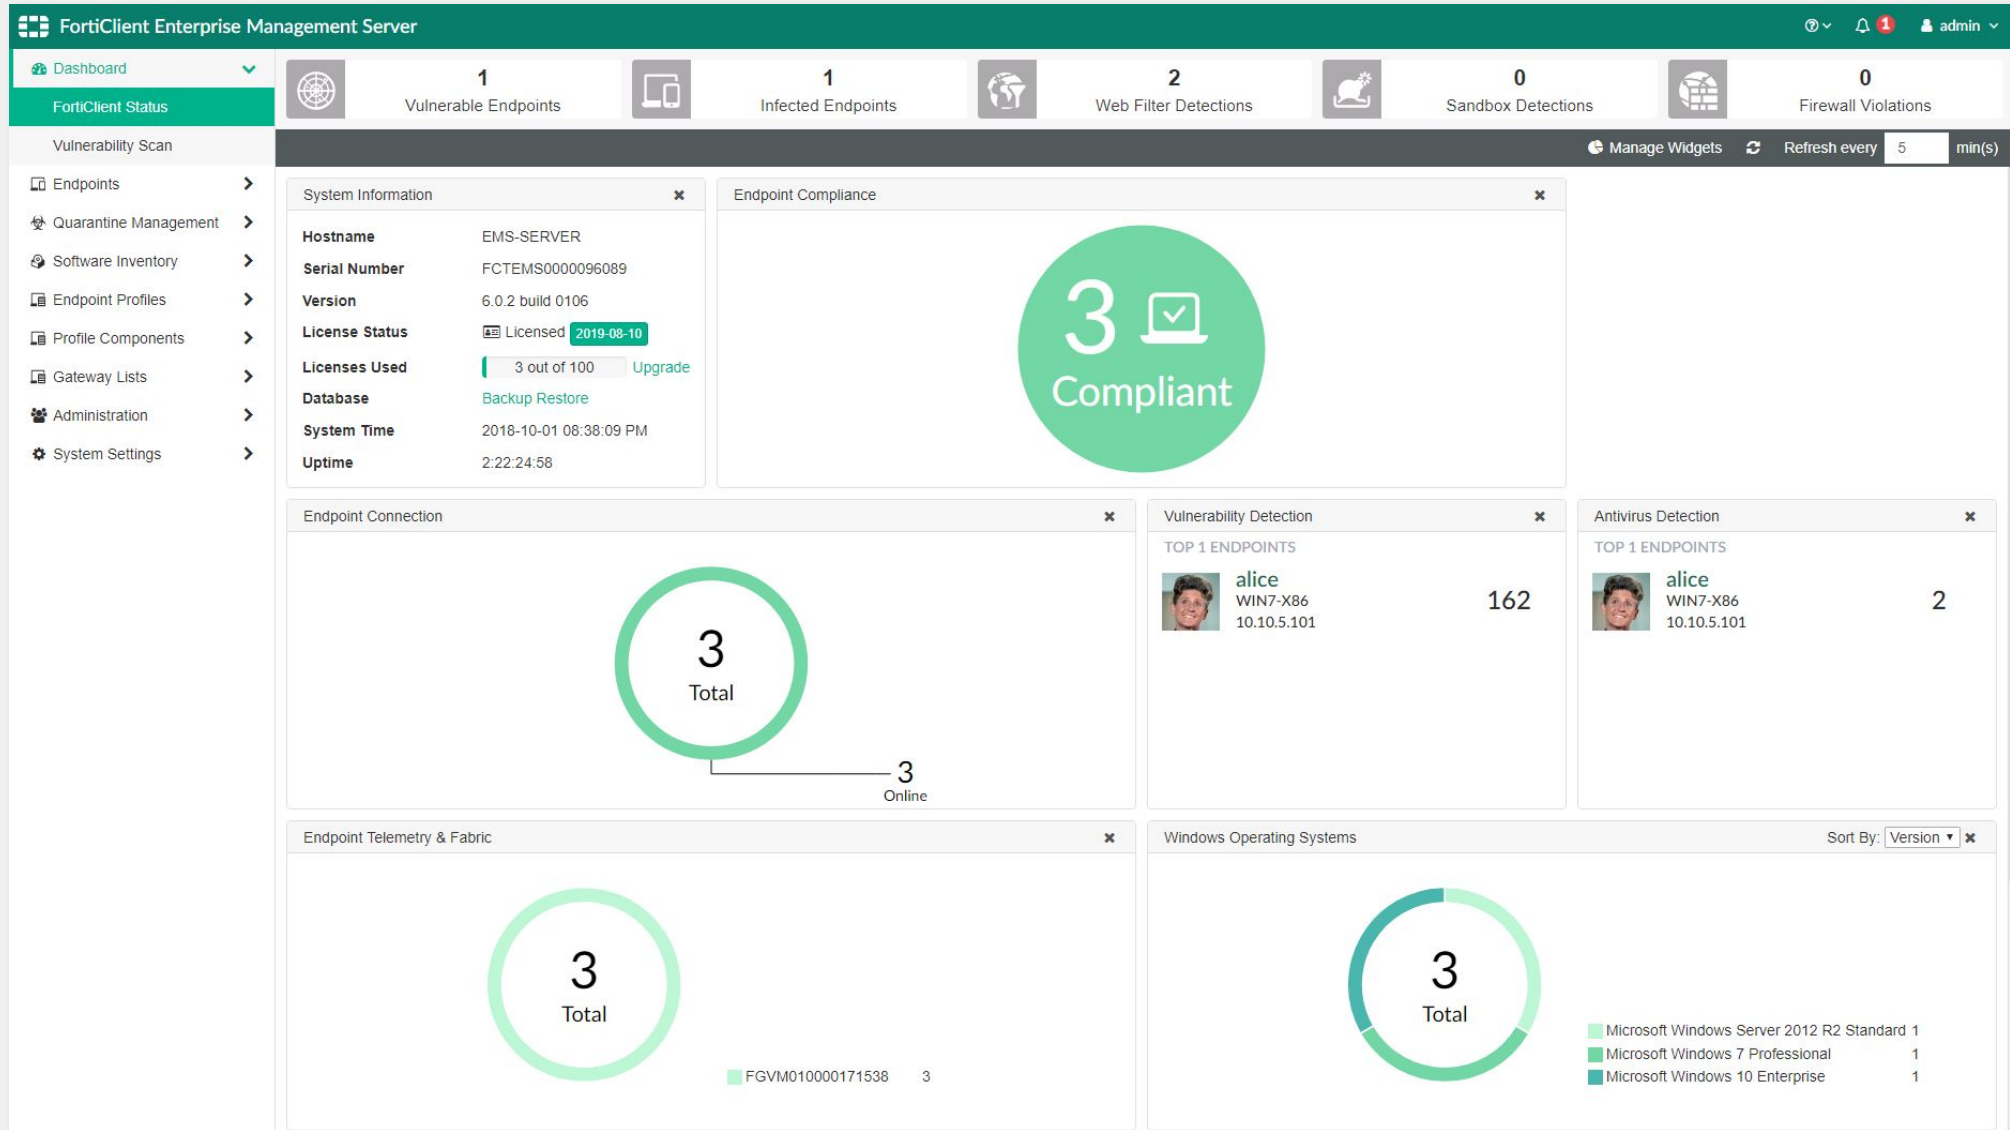 FortiClient Enterprise Management Server
1
admin
Dashboard
FortiClient Status
Vulnerability Scan
Endpoints
Quarantine Management
Software Inventory
Endpoint Profiles
Profile Components
Gateway Lists
Administration
System Settings
1
Vulnerable Endpoints
1
Infected Endpoints
2
Web Filter Detections
0
Sandbox Detections
0
Firewall Violations
Manage Widgets Refresh every 5 min(s)
System Information
Hostname EMS-SERVER
Serial Number FCTEMS0000096089
Version 6.0.2 build 0106
License Status Licensed 2019-08-10
Licenses Used 3 out of 100 Upgrade
Database Backup Restore
System Time 2018-10-01 08:38:09 PM
Uptime 2:22:24:58
Endpoint Compliance
3
Compliant
Endpoint Connection
3
Total
3
Online
Vulnerability Detection
TOP 1 ENDPOINTS
alice
WIN7-X86
10.10.5.101
162
Antivirus Detection
TOP 1 ENDPOINTS
alice
WIN7-X86
10.10.5.101
2
Endpoint Telemetry & Fabric
3
Total
FGVM010000171538 3
Windows Operating Systems
Sort By: Version
3
Total
Microsoft Windows Server 2012 R2 Standard 1
Microsoft Windows 7 Professional 1
Microsoft Windows 10 Enterprise 1